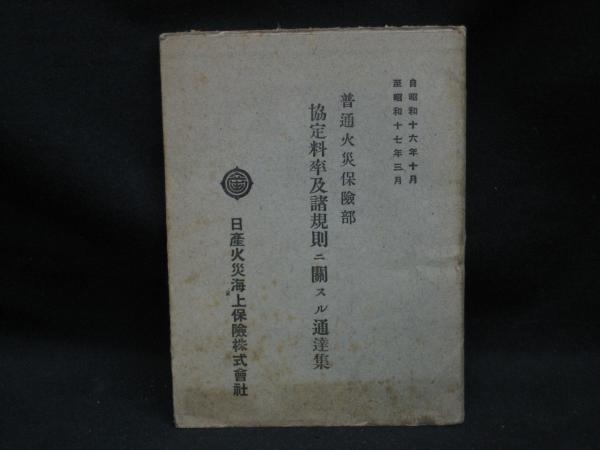 自昭和十六年十月
至昭和十七年三月
普通火災保險部
協定料率及諸規則ニ關スル通達集
日產火災海上保險株式會社